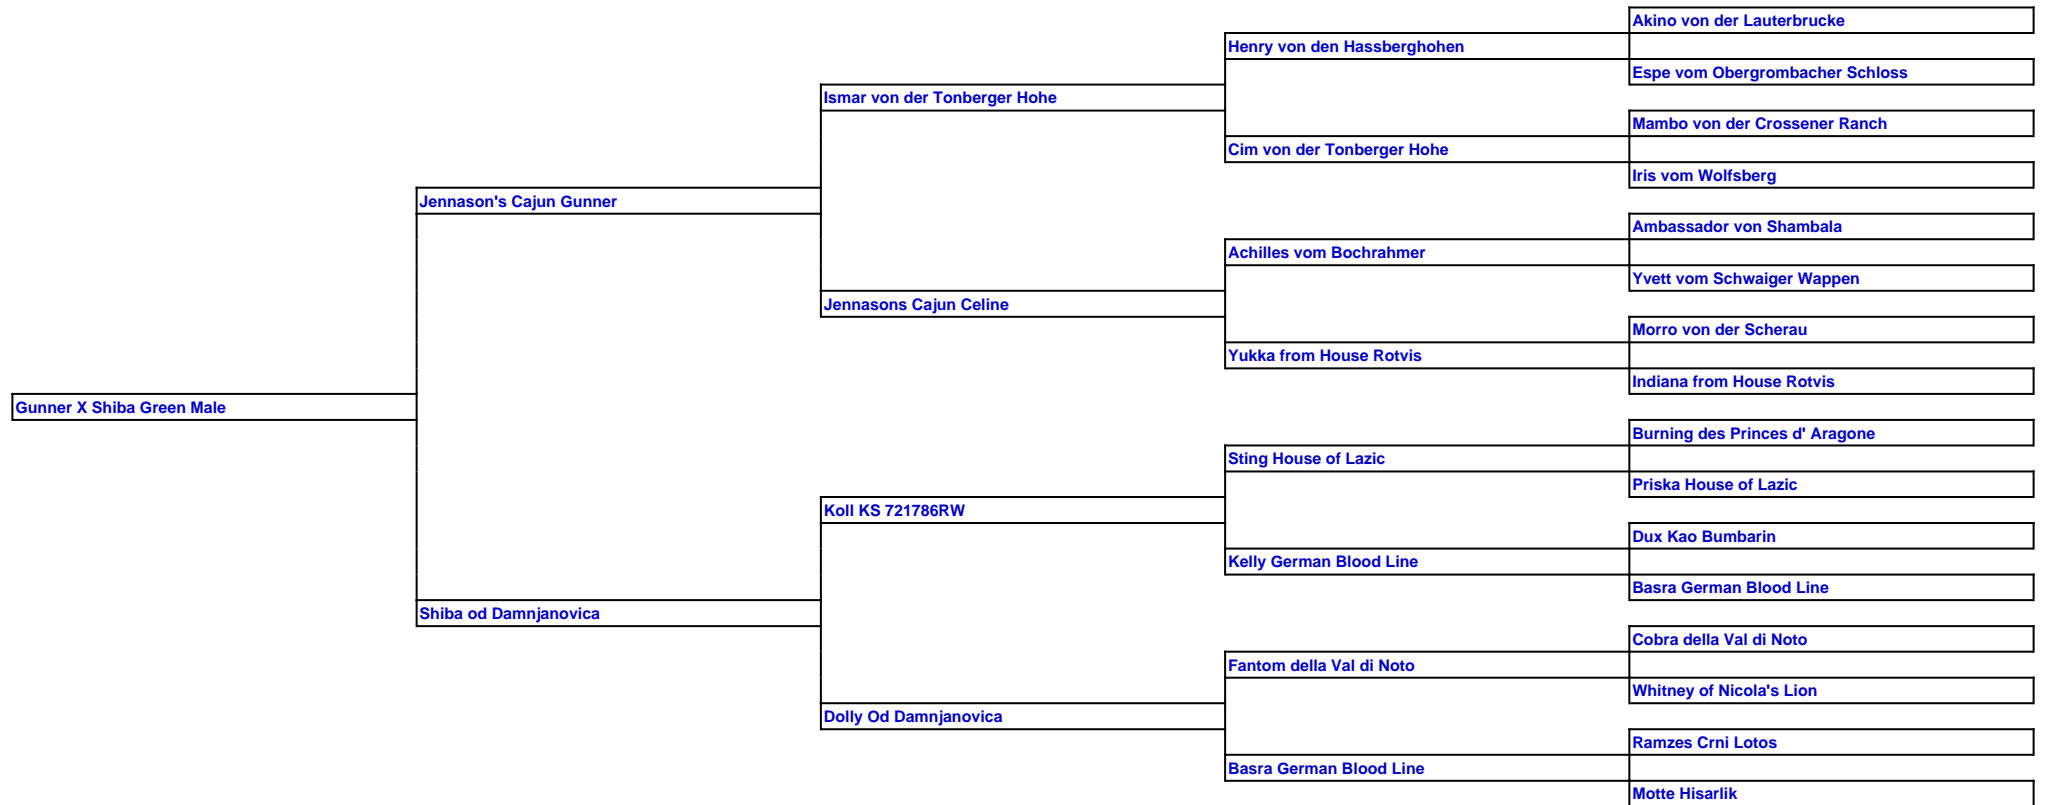 Akino von der Lauterbrucke
Henry von den Hassberghohen
Espe vom Obergrombacher Schloss
Ismar von der Tonberger Hohe
Mambo von der Crossener Ranch
Cim von der Tonberger Hohe
Iris vom Wolfsberg
Jennason's Cajun Gunner
Ambassador von Shambala
Achilles vom Bochrahmer
Yvett vom Schwaiger Wappen
Jennasons Cajun Celine
Morro von der Scherau
Yukka from House Rotvis
Indiana from House Rotvis
Gunner X Shiba Green Male
Burning des Princes d' Aragone
Sting House of Lazic
Priska House of Lazic
Koll KS 721786RW
Dux Kao Bumbarin
Kelly German Blood Line
Basra German Blood Line
Shiba od Damnjanovica
Cobra della Val di Noto
Fantom della Val di Noto
Whitney of Nicola's Lion
Dolly Od Damnjanovica
Ramzes Crni Lotos
Basra German Blood Line
Motte Hisarlik